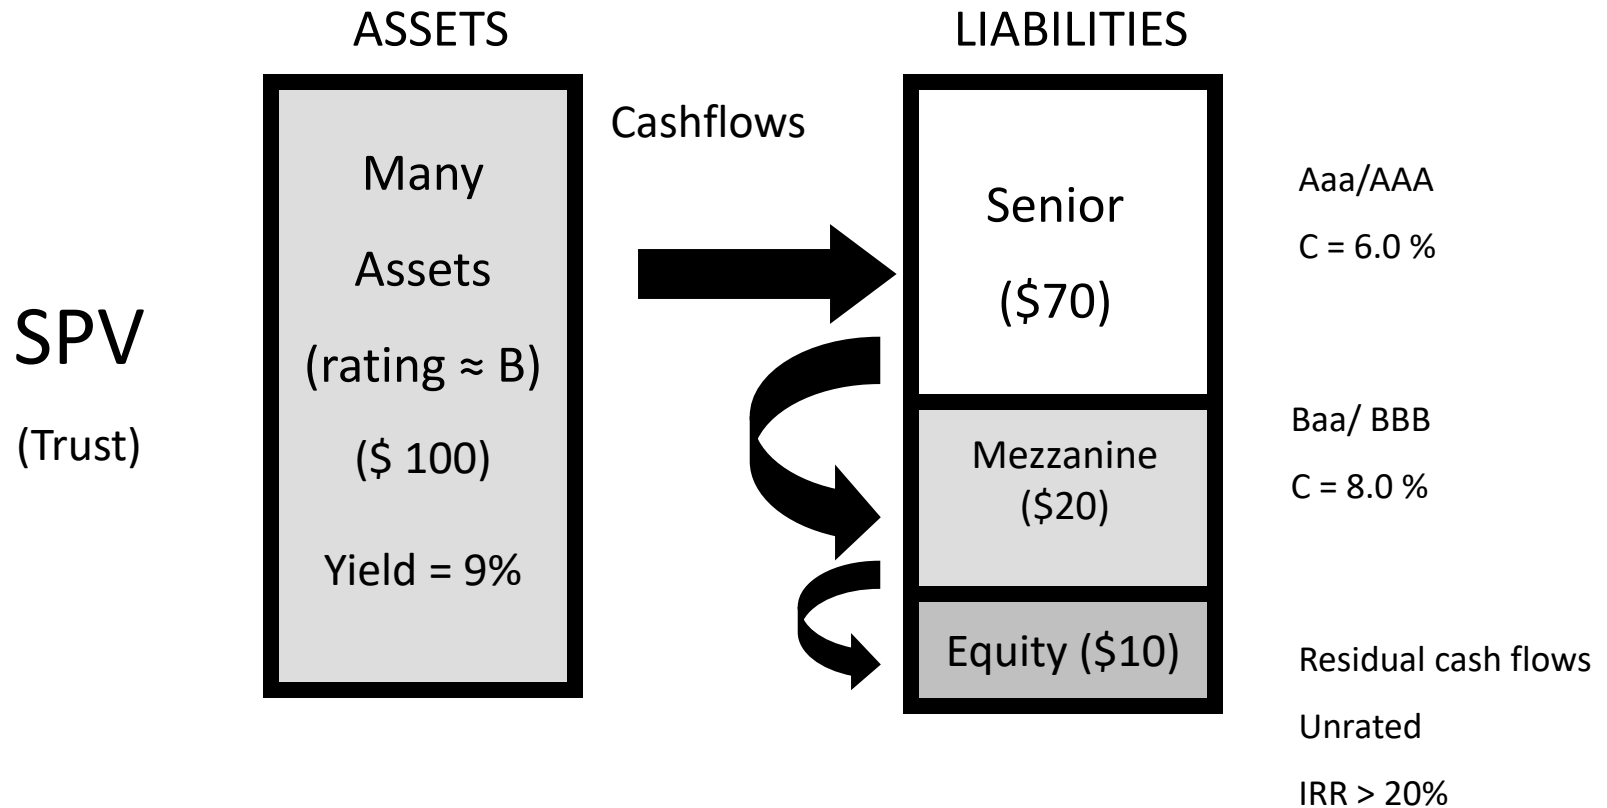 ASSETS
LIABILITIES
SPV
(Trust)
Many
Assets
(rating ≈ B)
($ 100)
Yield = 9%
Cashflows
Senior
($70)
Mezzanine
($20)
Equity ($10)
Aaa/AAA
C = 6.0 %
Baa/ BBB
C = 8.0 %
Residual cash flows
Unrated
IRR > 20%